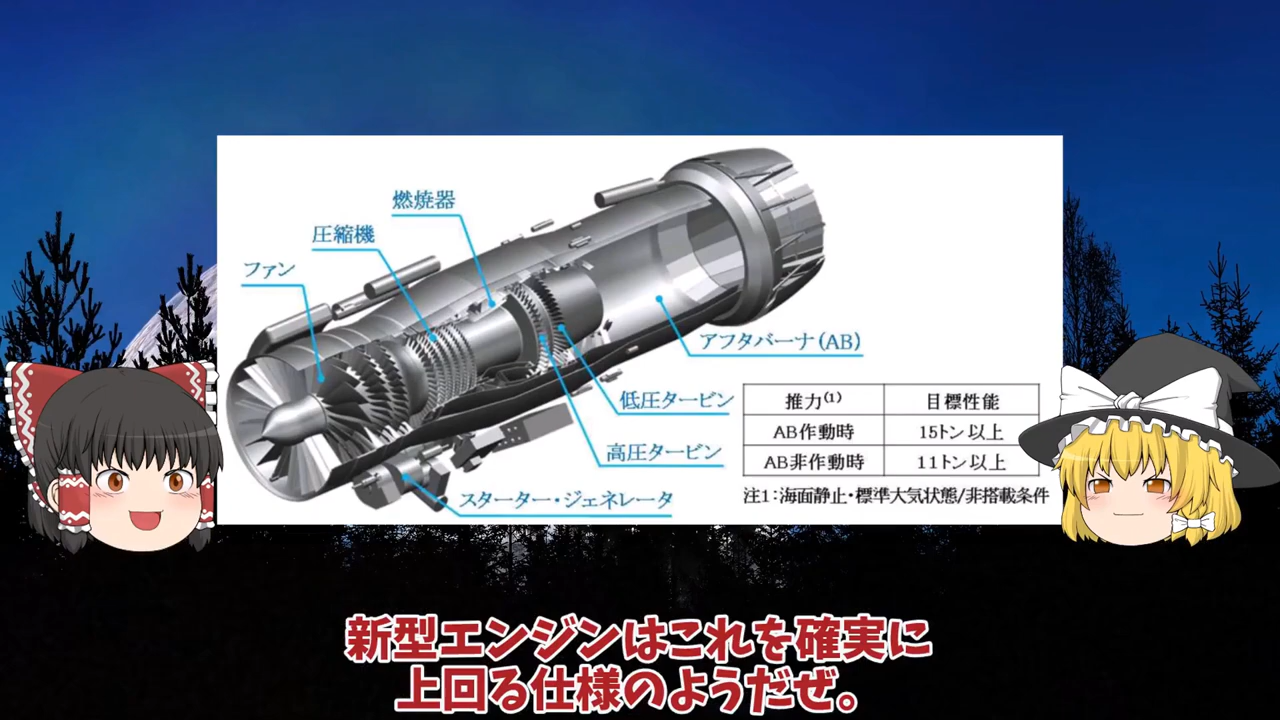 燃焼器
圧縮機
ファン
アフタバーナ(AB)
低圧タービン
高圧タービン
スターター・ジェネレータ
推力(1) 目標性能
AB作動時 15トン以上
AB非作動時 11トン以上
注1:海面静止・標準大気状態/非搭載条件
新型エンジンはこれを確実に
上回る仕様のようだぜ。